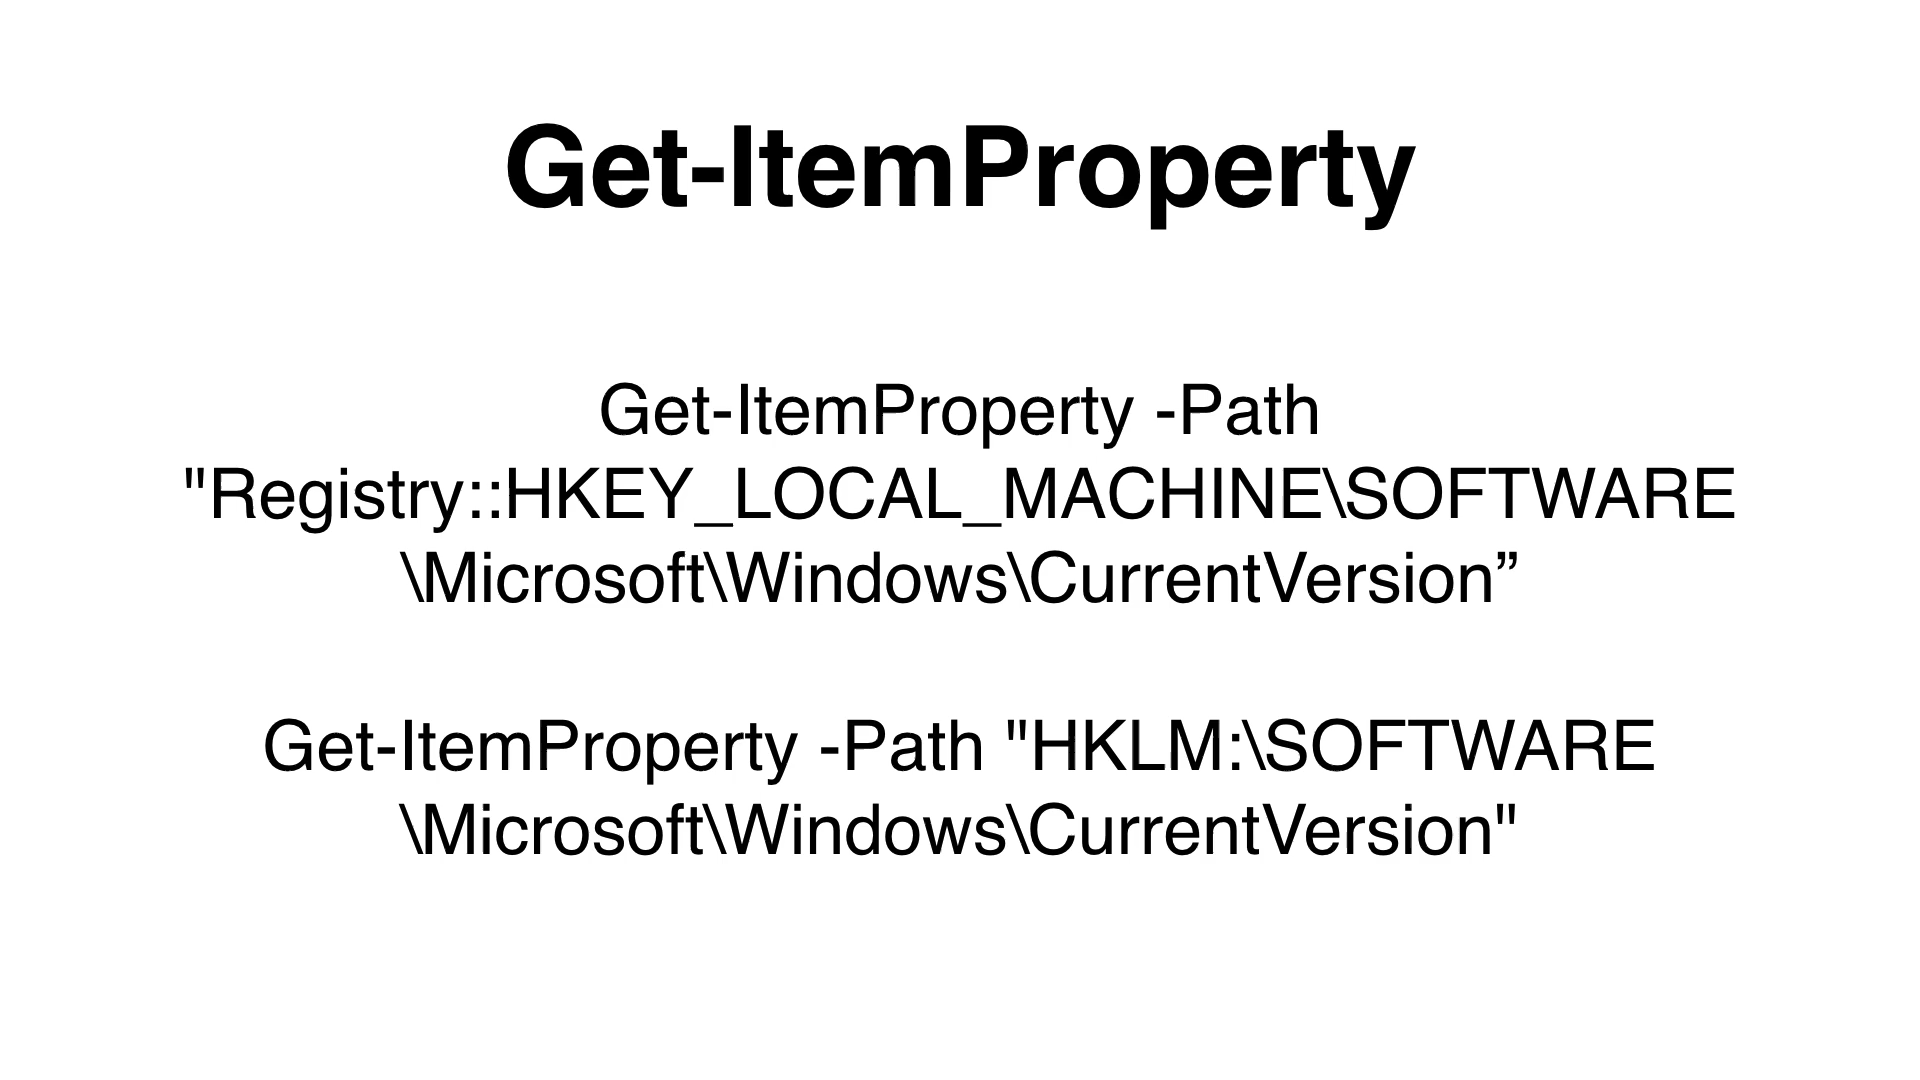 Get-ItemProperty
Get-ItemProperty -Path
"Registry::HKEY_LOCAL_MACHINE\SOFTWARE
\Microsoft\Windows\CurrentVersion”
Get-ItemProperty -Path "HKLM:\SOFTWARE
\Microsoft\Windows\CurrentVersion"